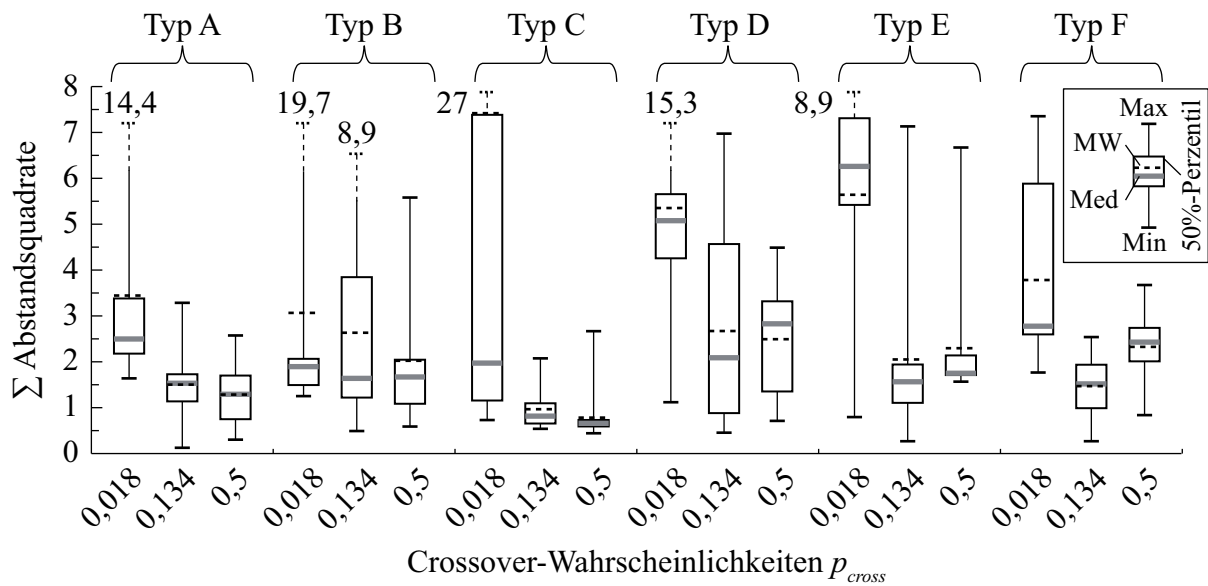 Typ A Typ B Typ C Typ D Typ E Typ F
14,4 19,7 27 15,3 8,9
8,9
8
7
6
5
4
3
2
1
0
∑ Abstandsquadrate
Max
MW
Med
Min
50%-Perzentil
0,018 0,134 0,5 0,018 0,134 0,5 0,018 0,134 0,5 0,018 0,134 0,5 0,018 0,134 0,5 0,018 0,134 0,5
Crossover-Wahrscheinlichkeiten p_cross